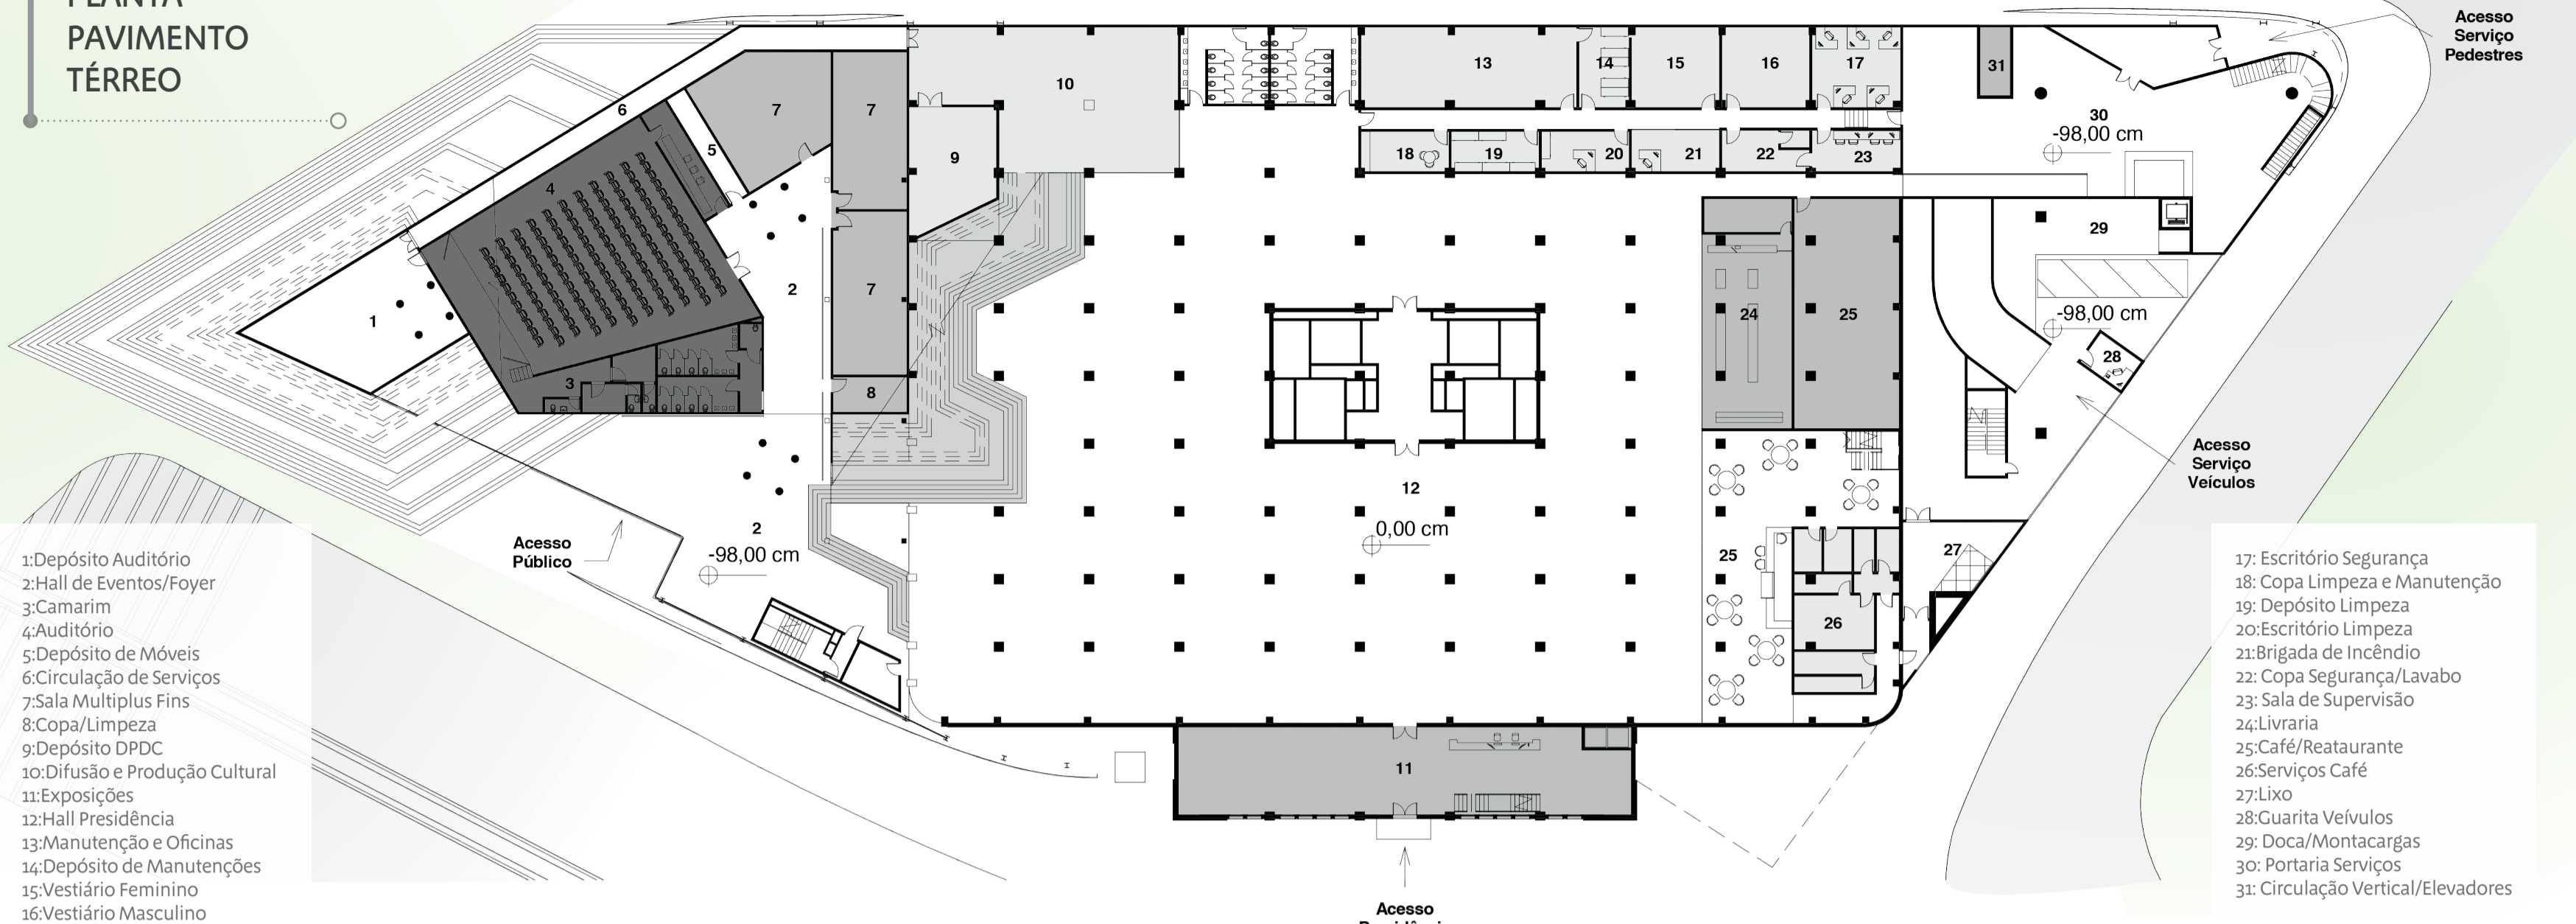 PLANTA
PAVIMENTO
TÉRREO
Acesso
Serviço
Pedestres
10
13
14
15
16
17
31
6
7
7
5
9
30
-98,00 cm
18
19
20
21
22
23
4
29
2
7
1
24
25
-98,00 cm
28
3
8
Acesso
Serviço
Veículos
12
0,00 cm
2
-98,00 cm
Acesso
Público
25
27
26
11
Acesso
1:Depósito Auditório
2:Hall de Eventos/Foyer
3:Camarim
4:Auditório
5:Depósito de Móveis
6:Circulação de Serviços
7:Sala Multiplus Fins
8:Copa/Limpeza
9:Depósito DPDC
10:Difusão e Produção Cultural
11:Exposições
12:Hall Presidência
13:Manutenção e Oficinas
14:Depósito de Manutenções
15:Vestiário Feminino
16:Vestiário Masculino
17: Escritório Segurança
18: Copa Limpeza e Manutenção
19: Depósito Limpeza
20:Escritório Limpeza
21:Brigada de Incêndio
22: Copa Segurança/Lavabo
23: Sala de Supervisão
24:Livraria
25:Café/Reataurante
26:Serviços Café
27:Lixo
28:Guarita Veívulos
29: Doca/Montacargas
30: Portaria Serviços
31: Circulação Vertical/Elevadores